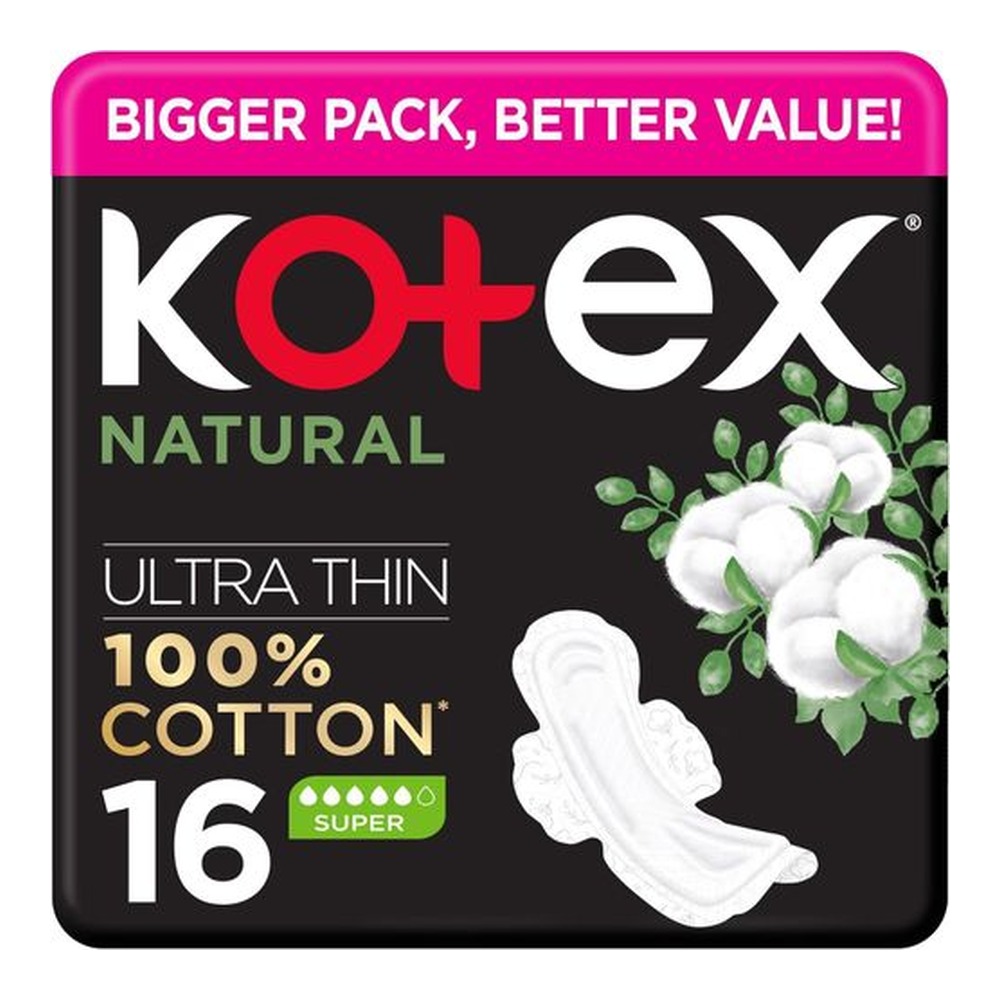 BIGGER PACK, BETTER VALUE!
Kotex®
NATURAL
ULTRA THIN
100%
COTTON*
16
SUPER